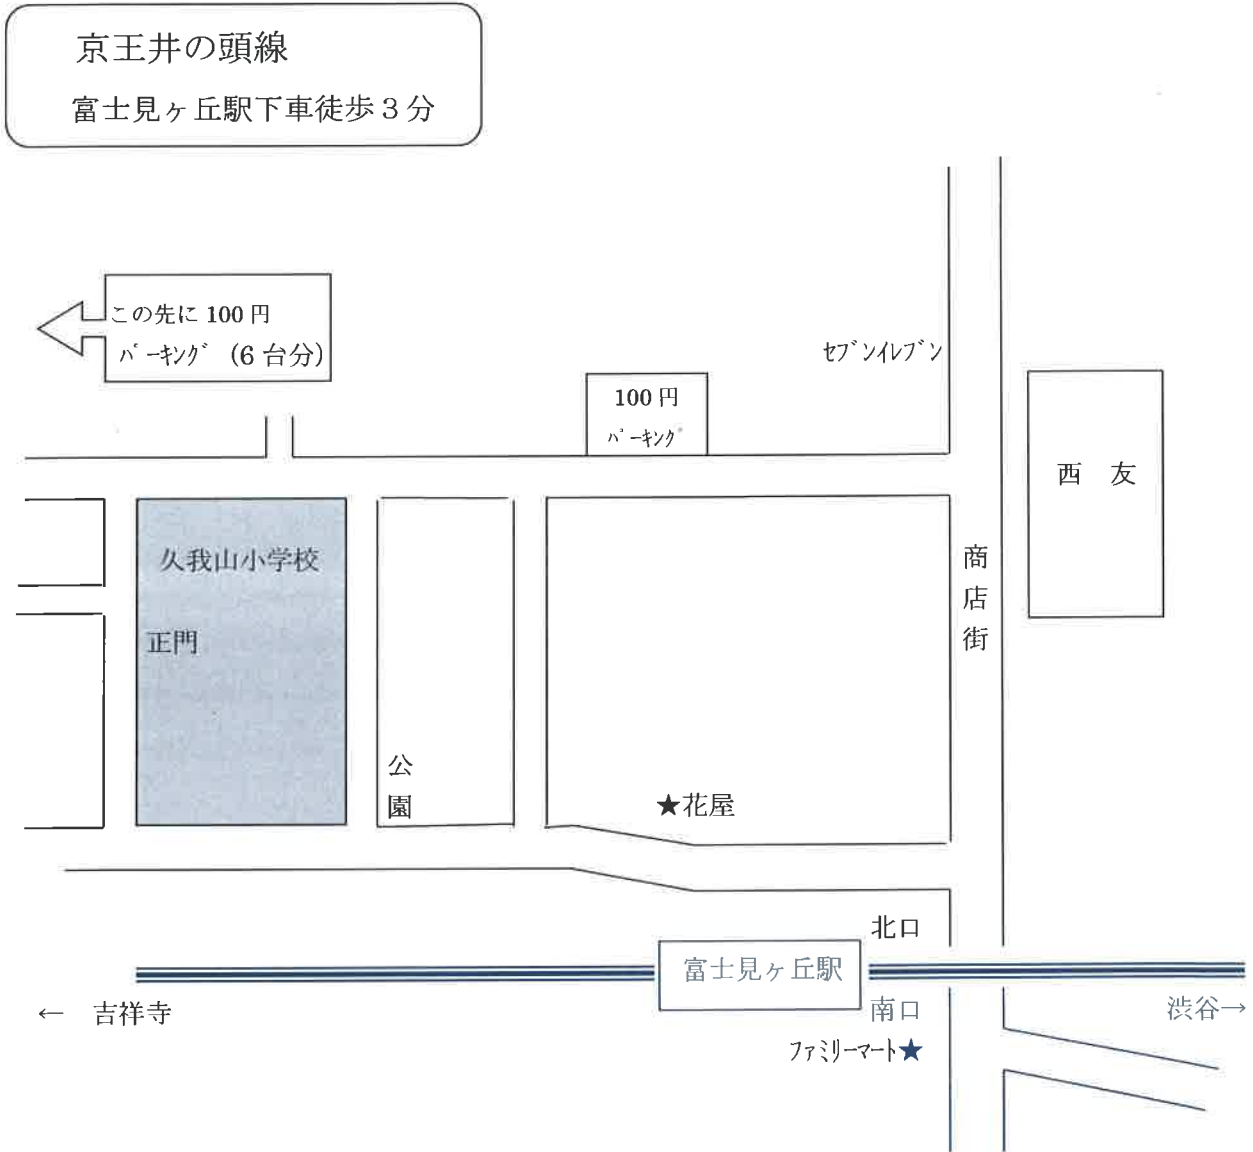 京王井の頭線
富士見ヶ丘駅下車徒歩３分
この先に 100 円
ﾊﾟｰｷﾝｸﾞ (6 台分)
セブンイレブン
100 円
ﾊﾟｰｷﾝｸﾞ
西　友
久我山小学校
正門
商店街
公園
★花屋
北口
富士見ヶ丘駅
南口
← 吉祥寺
渋谷→
ファミリーマート★